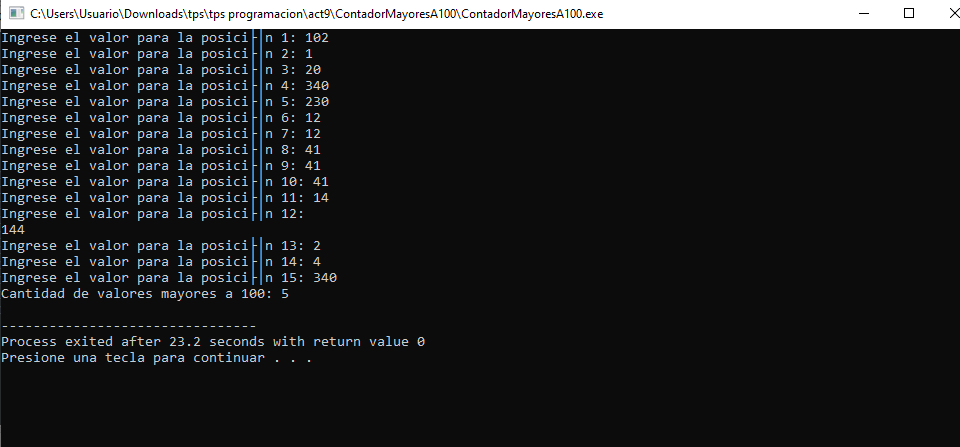 C:\Users\Usuario\Downloads\tps\tps programacion\act9\ContadorMayoresA100\ContadorMayoresA100.exe
Ingrese el valor para la posici├│n 1: 102
Ingrese el valor para la posici├│n 2: 1
Ingrese el valor para la posici├│n 3: 20
Ingrese el valor para la posici├│n 4: 340
Ingrese el valor para la posici├│n 5: 230
Ingrese el valor para la posici├│n 6: 12
Ingrese el valor para la posici├│n 7: 12
Ingrese el valor para la posici├│n 8: 41
Ingrese el valor para la posici├│n 9: 41
Ingrese el valor para la posici├│n 10: 41
Ingrese el valor para la posici├│n 11: 14
Ingrese el valor para la posici├│n 12:
144
Ingrese el valor para la posici├│n 13: 2
Ingrese el valor para la posici├│n 14: 4
Ingrese el valor para la posici├│n 15: 340
Cantidad de valores mayores a 100: 5
--------------------------------
Process exited after 23.2 seconds with return value 0
Presione una tecla para continuar . . .